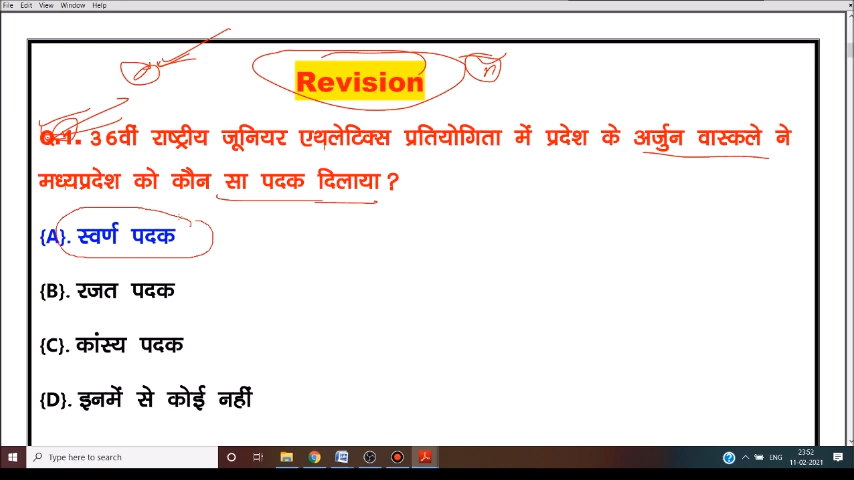 File Edit View Window Help
Revision
Q.1. 36वीं राष्ट्रीय जूनियर एथलेटिक्स प्रतियोगिता में प्रदेश के अर्जुन वास्कले ने
मध्यप्रदेश को कौन सा पदक दिलाया ?
{A}. स्वर्ण पदक
{B}. रजत पदक
{C}. कांस्य पदक
{D}. इनमें से कोई नहीं
Type here to search
ENG
23:52
11-02-2021